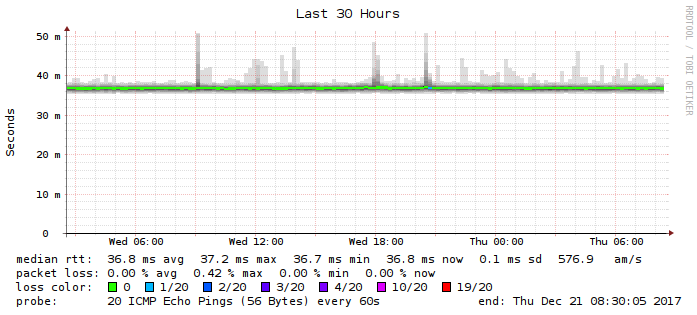 Last 30 Hours
RRDTOOL / TOBI OETIKER
Seconds
50 m
40 m
30 m
20 m
10 m
0
Wed 06:00 Wed 12:00 Wed 18:00 Thu 00:00 Thu 06:00
median rtt: 36.8 ms avg 37.2 ms max 36.7 ms min 36.8 ms now 0.1 ms sd 576.9 am/s
packet loss: 0.00 % avg 0.42 % max 0.00 % min 0.00 % now
loss color: 0 1/20 2/20 3/20 4/20 10/20 19/20
probe: 20 ICMP Echo Pings (56 Bytes) every 60s end: Thu Dec 21 08:30:05 2017